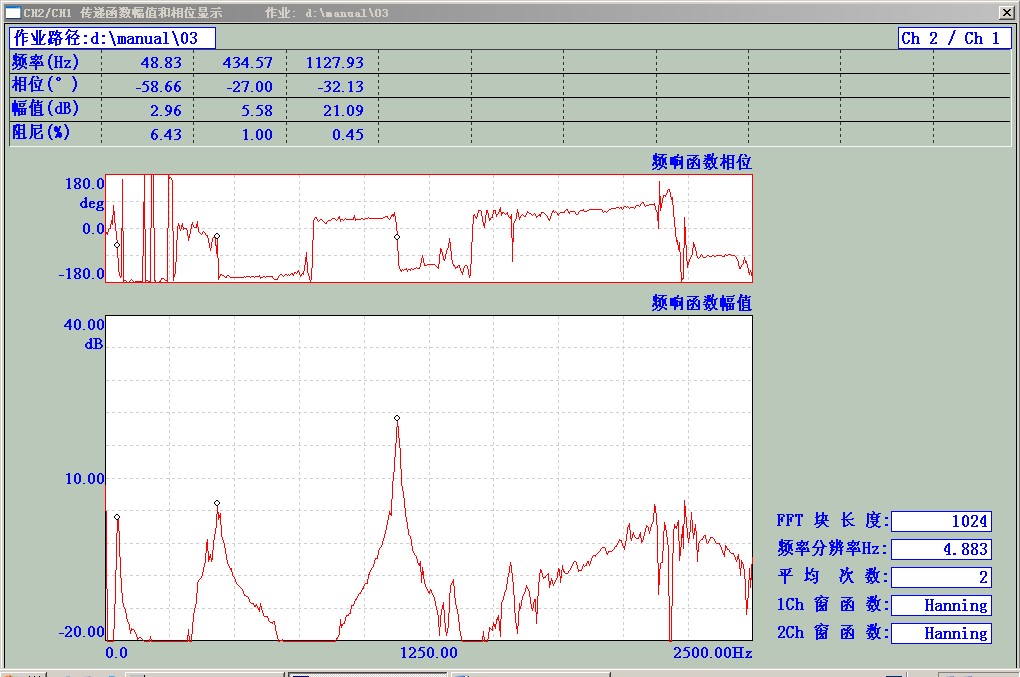 CH2/CH1 传递函数幅值和相位显示 作业: d:\manual\03
作业路径:d:\manual\03
Ch 2 / Ch 1
频率(Hz) 48.83 434.57 1127.93
相位(°) -58.66 -27.00 -32.13
幅值(dB) 2.96 5.58 21.09
阻尼(%) 6.43 1.00 0.45
频响函数相位
180.0
deg
0.0
-180.0
频响函数幅值
40.00
dB
10.00
-20.00
0.0 1250.00 2500.00Hz
FFT 块 长 度: 1024
频率分辨率Hz: 4.883
平 均 次 数: 2
1Ch 窗 函 数: Hanning
2Ch 窗 函 数: Hanning